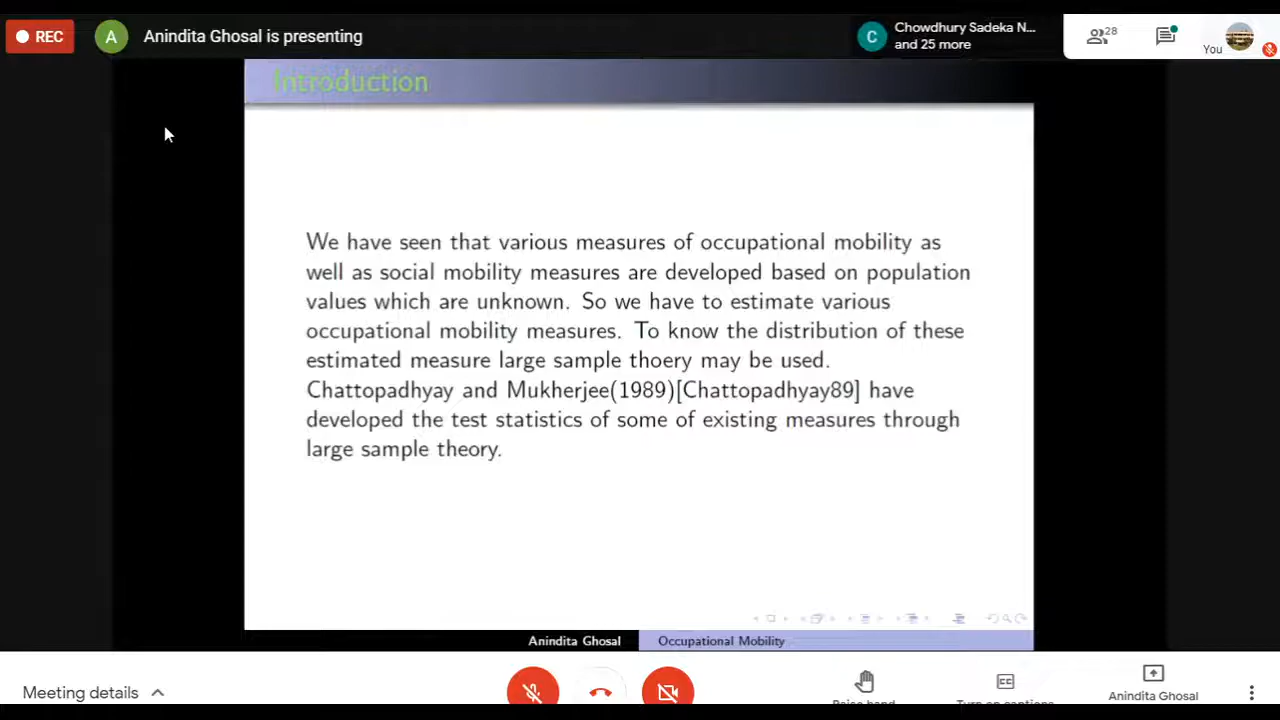 REC
A
Anindita Ghosal is presenting
C
Chowdhury Sadeka N...
and 25 more
28
You
Introduction
We have seen that various measures of occupational mobility as
well as social mobility measures are developed based on population
values which are unknown. So we have to estimate various
occupational mobility measures. To know the distribution of these
estimated measure large sample thoery may be used.
Chattopadhyay and Mukherjee(1989)[Chattopadhyay89] have
developed the test statistics of some of existing measures through
large sample theory.
Anindita Ghosal
Occupational Mobility
Meeting details
Raise hand
CC
Turn on captions
Anindita Ghosal